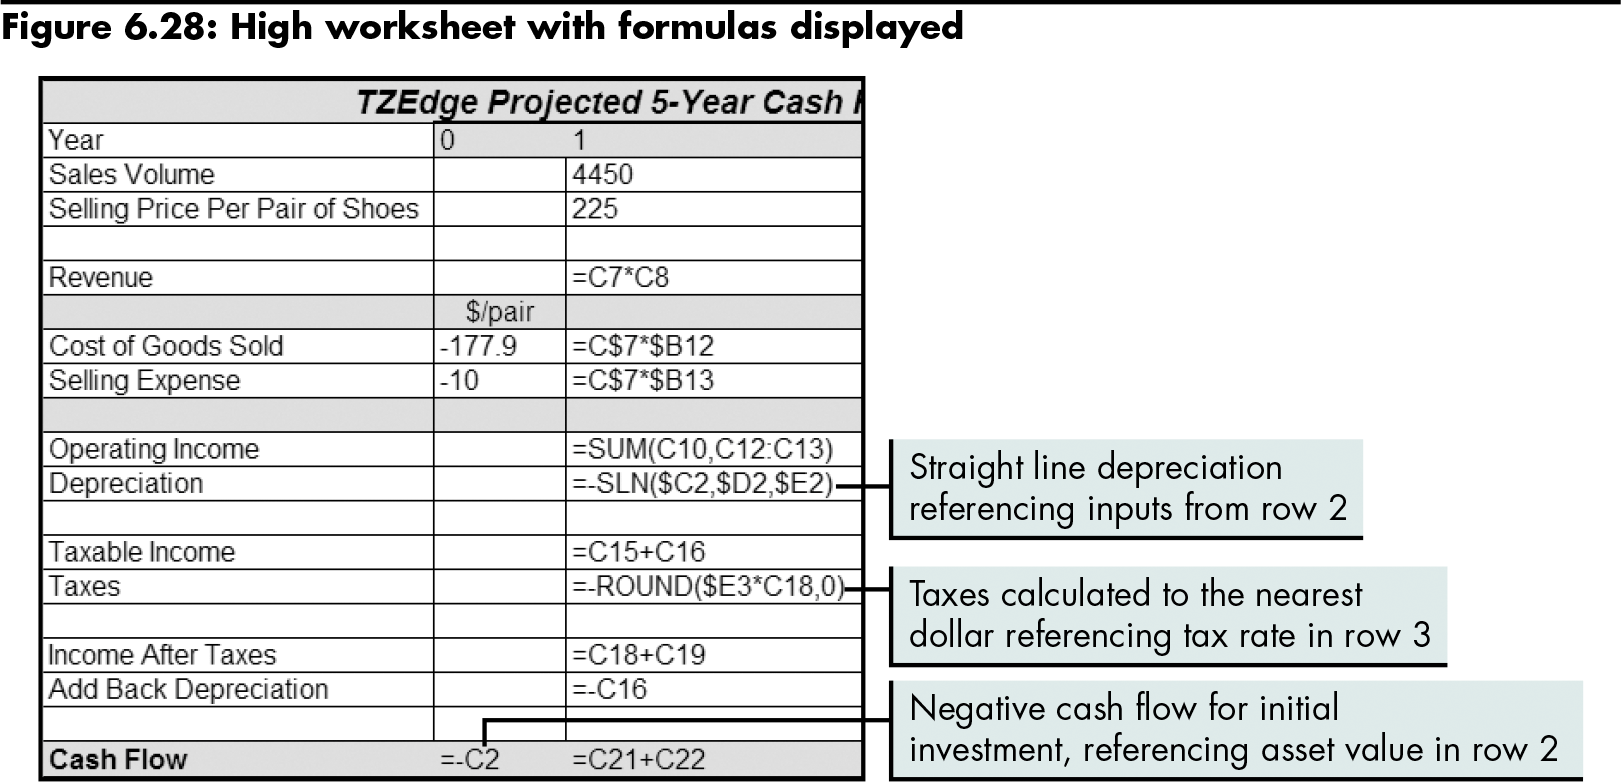 Figure 6.28: High worksheet with formulas displayed
TZEdge Projected 5-Year Cash
Year 0 1
Sales Volume 4450
Selling Price Per Pair of Shoes 225
Revenue =C7*C8
$/pair
Cost of Goods Sold -177.9 =C$7*$B12
Selling Expense -10 =C$7*$B13
Operating Income =SUM(C10,C12:C13)
Depreciation =-SLN($C2,$D2,$E2)
Straight line depreciation
referencing inputs from row 2
Taxable Income =C15+C16
Taxes =-ROUND($E3*C18,0)
Taxes calculated to the nearest
dollar referencing tax rate in row 3
Income After Taxes =C18+C19
Add Back Depreciation =-C16
Negative cash flow for initial
investment, referencing asset value in row 2
Cash Flow =-C2 =C21+C22